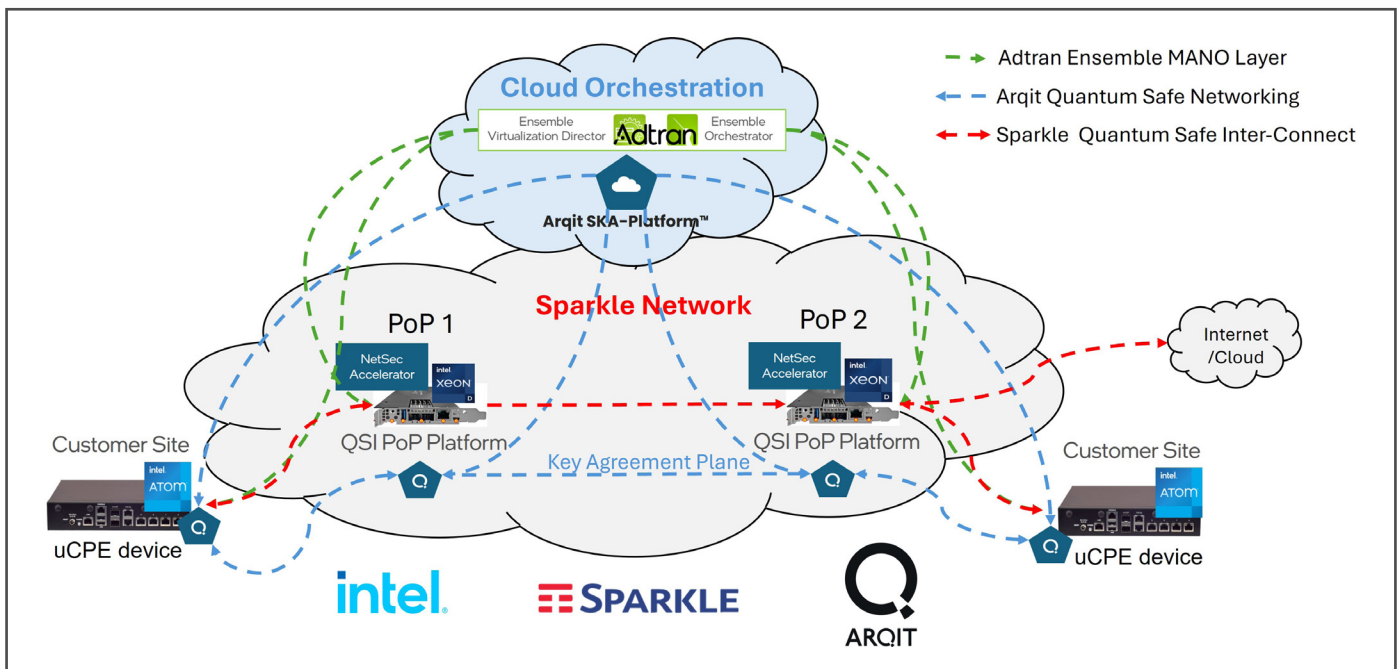 Adtran Ensemble MANO Layer
Arqit Quantum Safe Networking
Sparkle Quantum Safe Inter-Connect
Cloud Orchestration
Ensemble
Virtualization Director
Adtran
Ensemble
Orchestrator
Arqit SKA-Platform™
Sparkle Network
PoP 1
NetSec
Accelerator
intel
XEON
D
QSI PoP Platform
PoP 2
NetSec
Accelerator
intel
XEON
D
QSI PoP Platform
Internet
/Cloud
Key Agreement Plane
Customer Site
intel
ATOM
uCPE device
Customer Site
intel
ATOM
uCPE device
intel.
SPARKLE
ARQIT